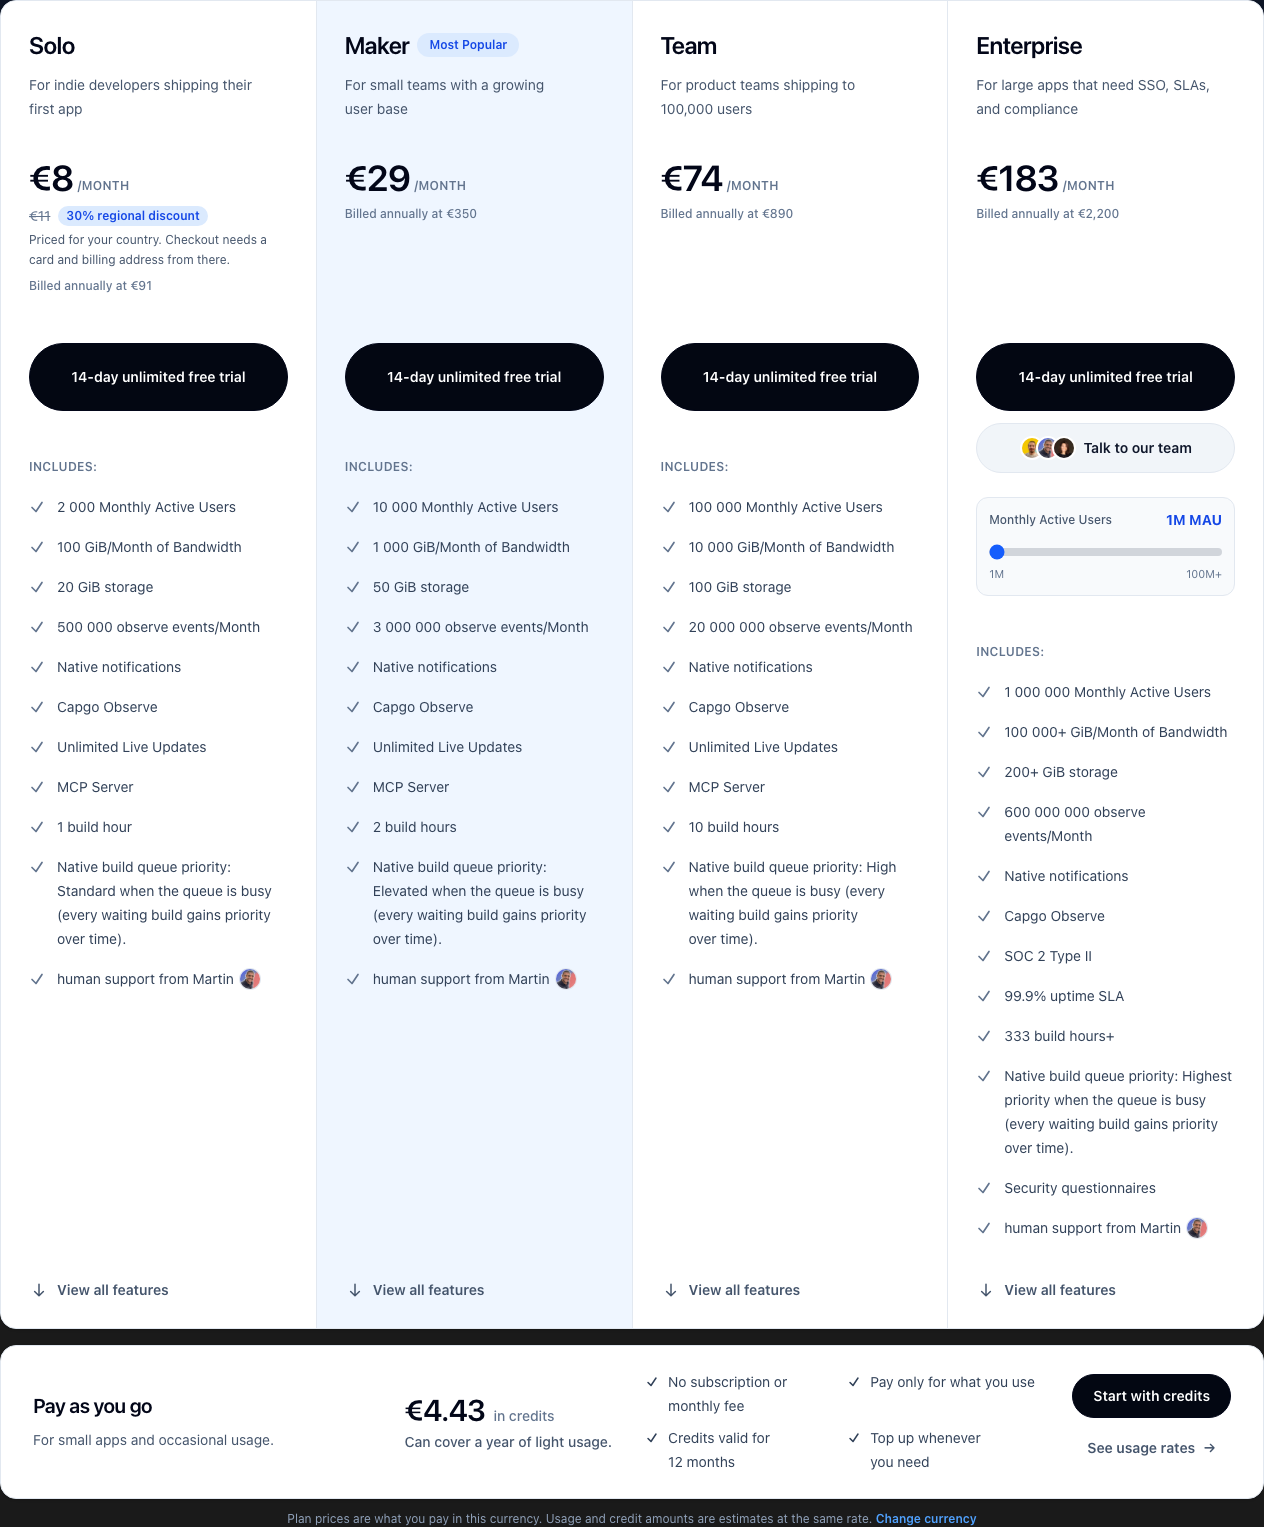 Solo
For indie developers shipping their
first app
€8 /MONTH
€11 30% regional discount
Priced for your country. Checkout needs a
card and billing address from there.
Billed annually at €91
14-day unlimited free trial
INCLUDES:
2 000 Monthly Active Users
100 GiB/Month of Bandwidth
20 GiB storage
500 000 observe events/Month
Native notifications
Capgo Observe
Unlimited Live Updates
MCP Server
1 build hour
Native build queue priority:
Standard when the queue is busy
(every waiting build gains priority
over time).
human support from Martin
View all features
Maker Most Popular
For small teams with a growing
user base
€29 /MONTH
Billed annually at €350
14-day unlimited free trial
INCLUDES:
10 000 Monthly Active Users
1 000 GiB/Month of Bandwidth
50 GiB storage
3 000 000 observe events/Month
Native notifications
Capgo Observe
Unlimited Live Updates
MCP Server
2 build hours
Native build queue priority:
Elevated when the queue is busy
(every waiting build gains priority
over time).
human support from Martin
View all features
Team
For product teams shipping to
100,000 users
€74 /MONTH
Billed annually at €890
14-day unlimited free trial
INCLUDES:
100 000 Monthly Active Users
10 000 GiB/Month of Bandwidth
100 GiB storage
20 000 000 observe events/Month
Native notifications
Capgo Observe
Unlimited Live Updates
MCP Server
10 build hours
Native build queue priority: High
when the queue is busy (every
waiting build gains priority
over time).
human support from Martin
View all features
Enterprise
For large apps that need SSO, SLAs,
and compliance
€183 /MONTH
Billed annually at €2,200
14-day unlimited free trial
Talk to our team
Monthly Active Users 1M MAU
1M 100M+
INCLUDES:
1 000 000 Monthly Active Users
100 000+ GiB/Month of Bandwidth
200+ GiB storage
600 000 000 observe
events/Month
Native notifications
Capgo Observe
SOC 2 Type II
99.9% uptime SLA
333 build hours+
Native build queue priority: Highest
priority when the queue is busy
(every waiting build gains priority
over time).
Security questionnaires
human support from Martin
View all features
Pay as you go
For small apps and occasional usage.
€4.43 in credits
Can cover a year of light usage.
No subscription or
monthly fee
Pay only for what you use
Credits valid for
12 months
Top up whenever
you need
Start with credits
See usage rates
Plan prices are what you pay in this currency. Usage and credit amounts are estimates at the same rate. Change currency